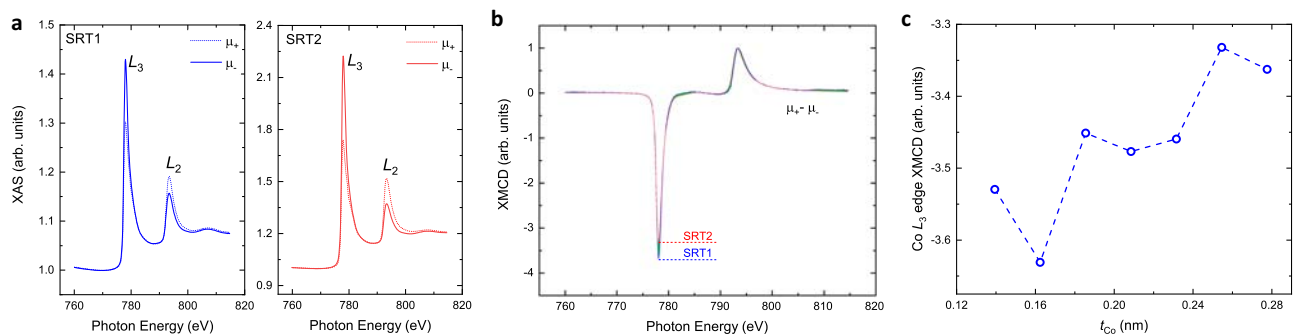 a
SRT1
μ₊
μ₋
L₃
L₂
XAS (arb. units)
1.5
1.4
1.3
1.2
1.1
1.0
760 780 800 820
Photon Energy (eV)
SRT2
μ₊
μ₋
L₃
L₂
2.4
2.1
1.8
1.5
1.2
0.9
760 780 800 820
Photon Energy (eV)
b
XMCD (arb. units)
1
0
-1
-2
-3
-4
μ₊- μ₋
SRT2
SRT1
750 760 770 780 790 800 810 820
Photon Energy (eV)
c
Co L₃ edge XMCD (arb. units)
-3.3
-3.4
-3.5
-3.6
0.12 0.16 0.20 0.24 0.28
t_Co (nm)